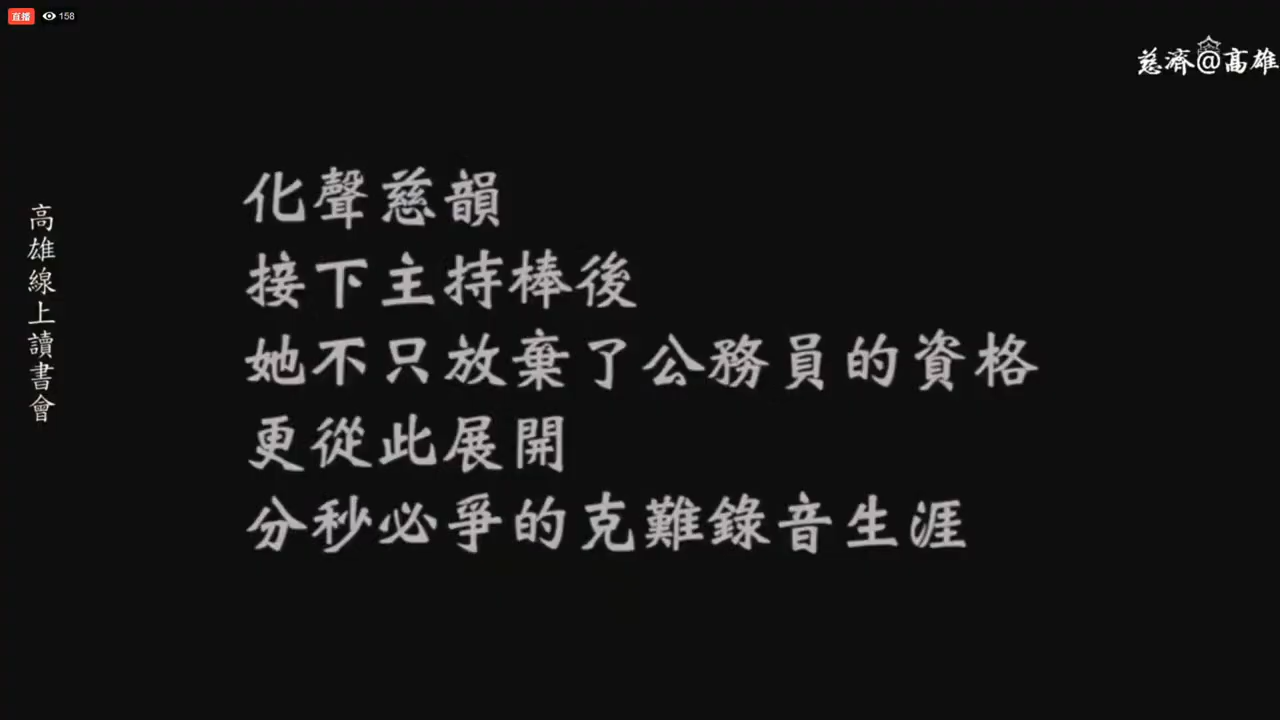 直播 158
慈濟@高雄
高雄線上讀書會
化聲慈韻
接下主持棒後
她不只放棄了公務員的資格
更從此展開
分秒必爭的克難錄音生涯